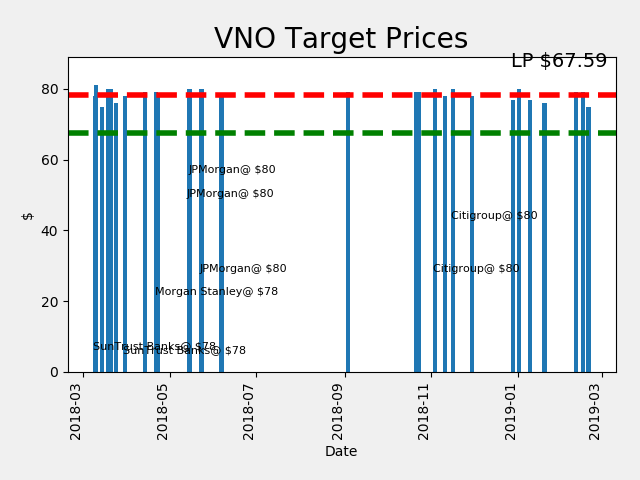 VNO Target Prices
LP $67.59
80
60
40
20
0
$
JPMorgan@ $80
JPMorgan@ $80
Citigroup@ $80
JPMorgan@ $80
Citigroup@ $80
Morgan Stanley@ $78
SunTrust Banks@ $78
SunTrust Banks@ $78
2018-03
2018-05
2018-07
2018-09
2018-11
2019-01
2019-03
Date